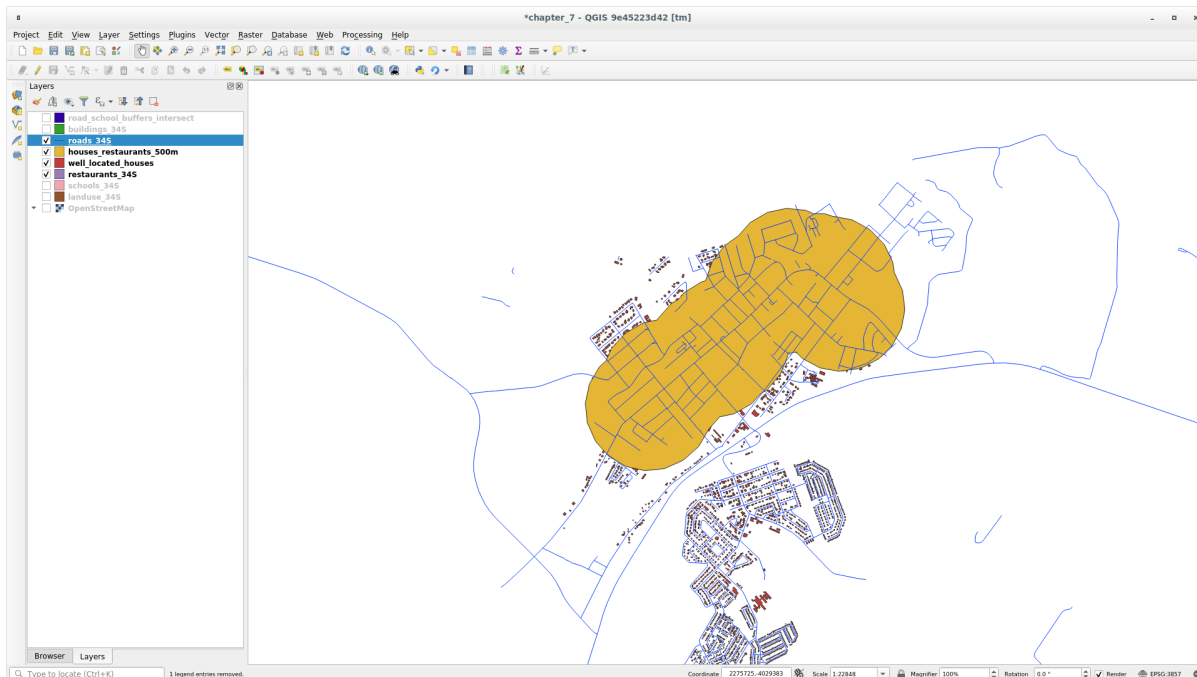 *chapter_7 - QGIS 9e45223d42 [tm]
Project Edit View Layer Settings Plugins Vector Raster Database Web Processing Help
Layers
road_school_buffers_intersect
buildings_34S
roads_34S
houses_restaurants_500m
well_located_houses
restaurants_34S
schools_34S
landuse_34S
OpenStreetMap
Browser Layers
Type to locate (Ctrl+K) 1 legend entries removed. Coordinate 2275725,-4029383 Scale 1:22848 Magnifier 100% Rotation 0.0 ° Render EPSG:3857